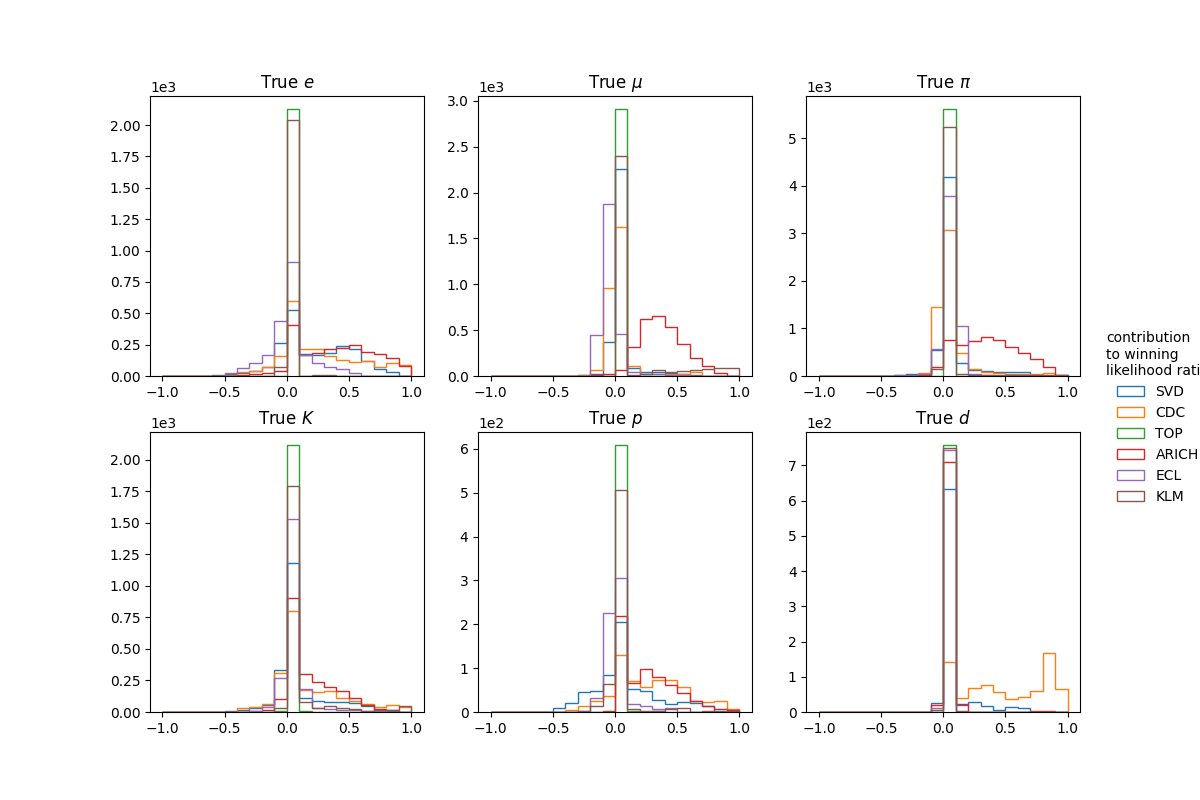 True e
True μ
True π
1e3
1e3
1e3
2.00
1.75
1.50
1.25
1.00
0.75
0.50
0.25
0.00
3.0
2.5
2.0
1.5
1.0
0.5
0.0
5
4
3
2
1
0
−1.0 −0.5 0.0 0.5 1.0
−1.0 −0.5 0.0 0.5 1.0
−1.0 −0.5 0.0 0.5 1.0
True K
True p
True d
1e3
1e2
1e2
2.00
1.75
1.50
1.25
1.00
0.75
0.50
0.25
0.00
6
5
4
3
2
1
0
7
6
5
4
3
2
1
0
−1.0 −0.5 0.0 0.5 1.0
−1.0 −0.5 0.0 0.5 1.0
−1.0 −0.5 0.0 0.5 1.0
contribution
to winning
likelihood rati
SVD
CDC
TOP
ARICH
ECL
KLM